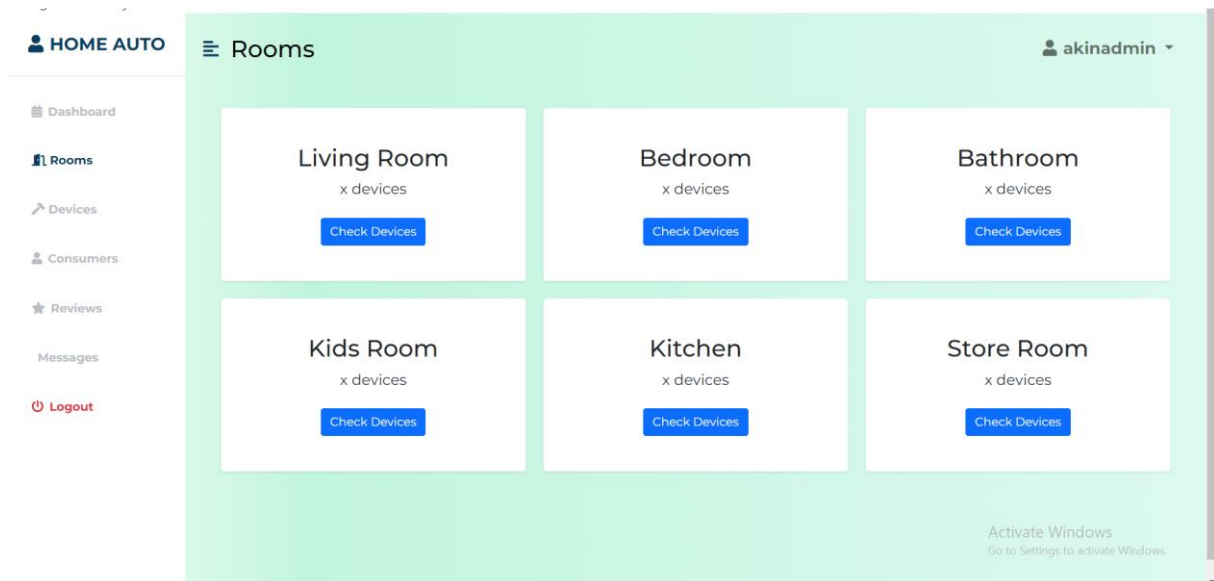 HOME AUTO
Rooms
akinadmin
Dashboard
Rooms
Devices
Consumers
Reviews
Messages
Logout
Living Room
x devices
Check Devices
Bedroom
x devices
Check Devices
Bathroom
x devices
Check Devices
Kids Room
x devices
Check Devices
Kitchen
x devices
Check Devices
Store Room
x devices
Check Devices
Activate Windows
Go to Settings to activate Windows.